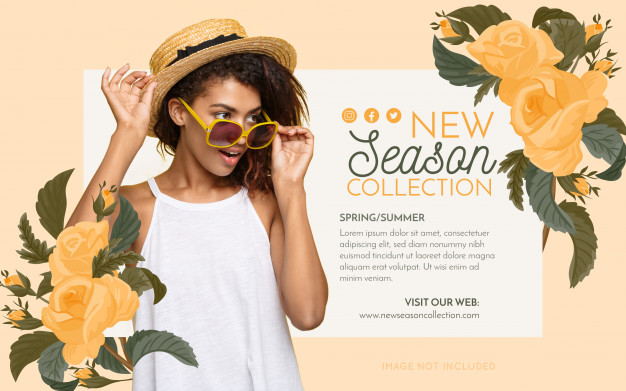 NEW
Season
COLLECTION
SPRING/SUMMER
Lorem ipsum dolor sit amet, consectetuer
adipiscing elit, sed diam nonummy nibh
euismod tincidunt ut laoreet dolore magna
aliquam erat volutpat. Ut wisi enim ad
minim veniam.
VISIT OUR WEB:
www.newseasoncollection.com
IMAGE NOT INCLUDED